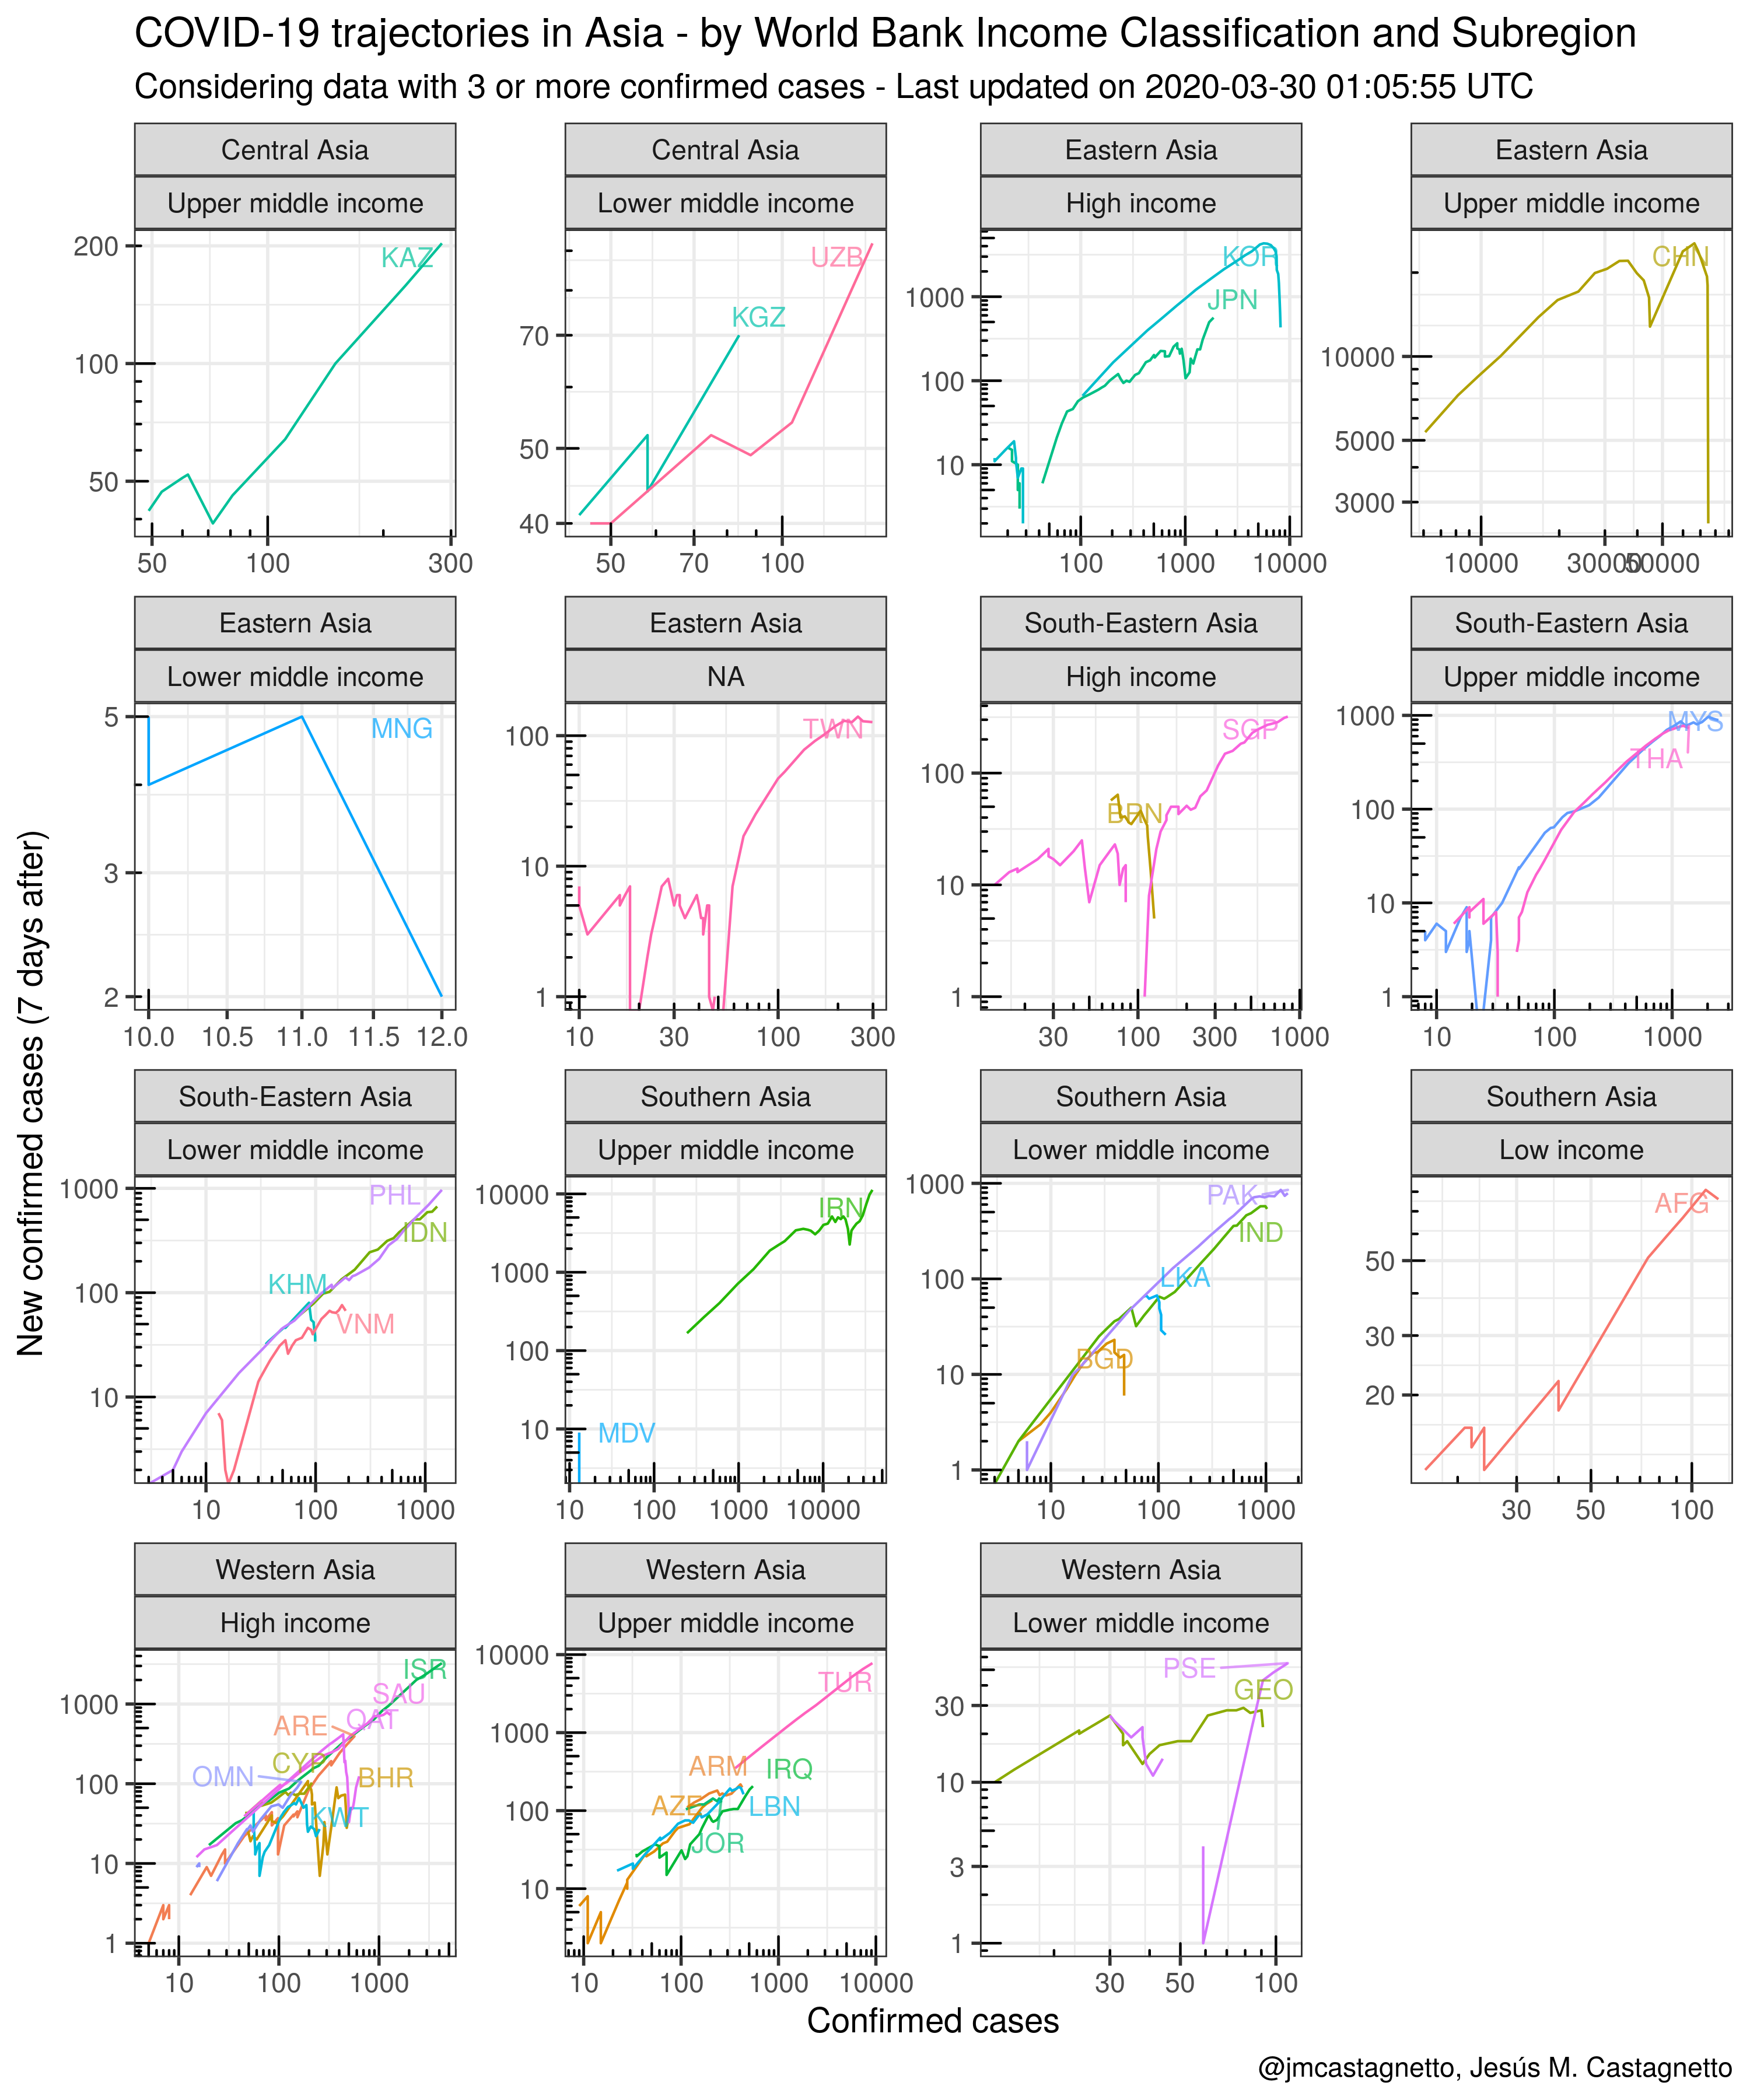 COVID-19 trajectories in Asia - by World Bank Income Classification and Subregion
Considering data with 3 or more confirmed cases - Last updated on 2020-03-30 01:05:55 UTC
New confirmed cases (7 days after)
Central Asia
Upper middle income
200
100
50
KAZ
50 100 300
Central Asia
Lower middle income
70
50
40
UZB
KGZ
50 70 100
Eastern Asia
High income
1000
100
10
KOR
JPN
100 1000 10000
Eastern Asia
Upper middle income
10000
5000
3000
CHN
10000 30000 50000
Eastern Asia
Lower middle income
5
3
2
MNG
10.0 10.5 11.0 11.5 12.0
Eastern Asia
NA
100
10
1
TWN
10 30 100 300
South-Eastern Asia
High income
100
10
1
SGP
BRN
30 100 300 1000
South-Eastern Asia
Upper middle income
1000
100
10
1
MYS
THA
10 100 1000
South-Eastern Asia
Lower middle income
1000
100
10
PHL
IDN
KHM
VNM
10 100 1000
Southern Asia
Upper middle income
10000
1000
100
10
IRN
MDV
10 100 1000 10000
Southern Asia
Lower middle income
1000
100
10
1
PAK
IND
LKA
BGD
10 100 1000
Southern Asia
Low income
50
30
20
AFG
30 50 100
Western Asia
High income
1000
100
10
1
ISR
SAU
QAT
ARE
CYP
OMN
BHR
KWT
10 100 1000
Western Asia
Upper middle income
10000
1000
100
10
TUR
ARM
IRQ
AZE
LBN
JOR
10 100 1000 10000
Western Asia
Lower middle income
30
10
3
1
PSE
GEO
30 50 100
Confirmed cases
@jmcastagnetto, Jesús M. Castagnetto